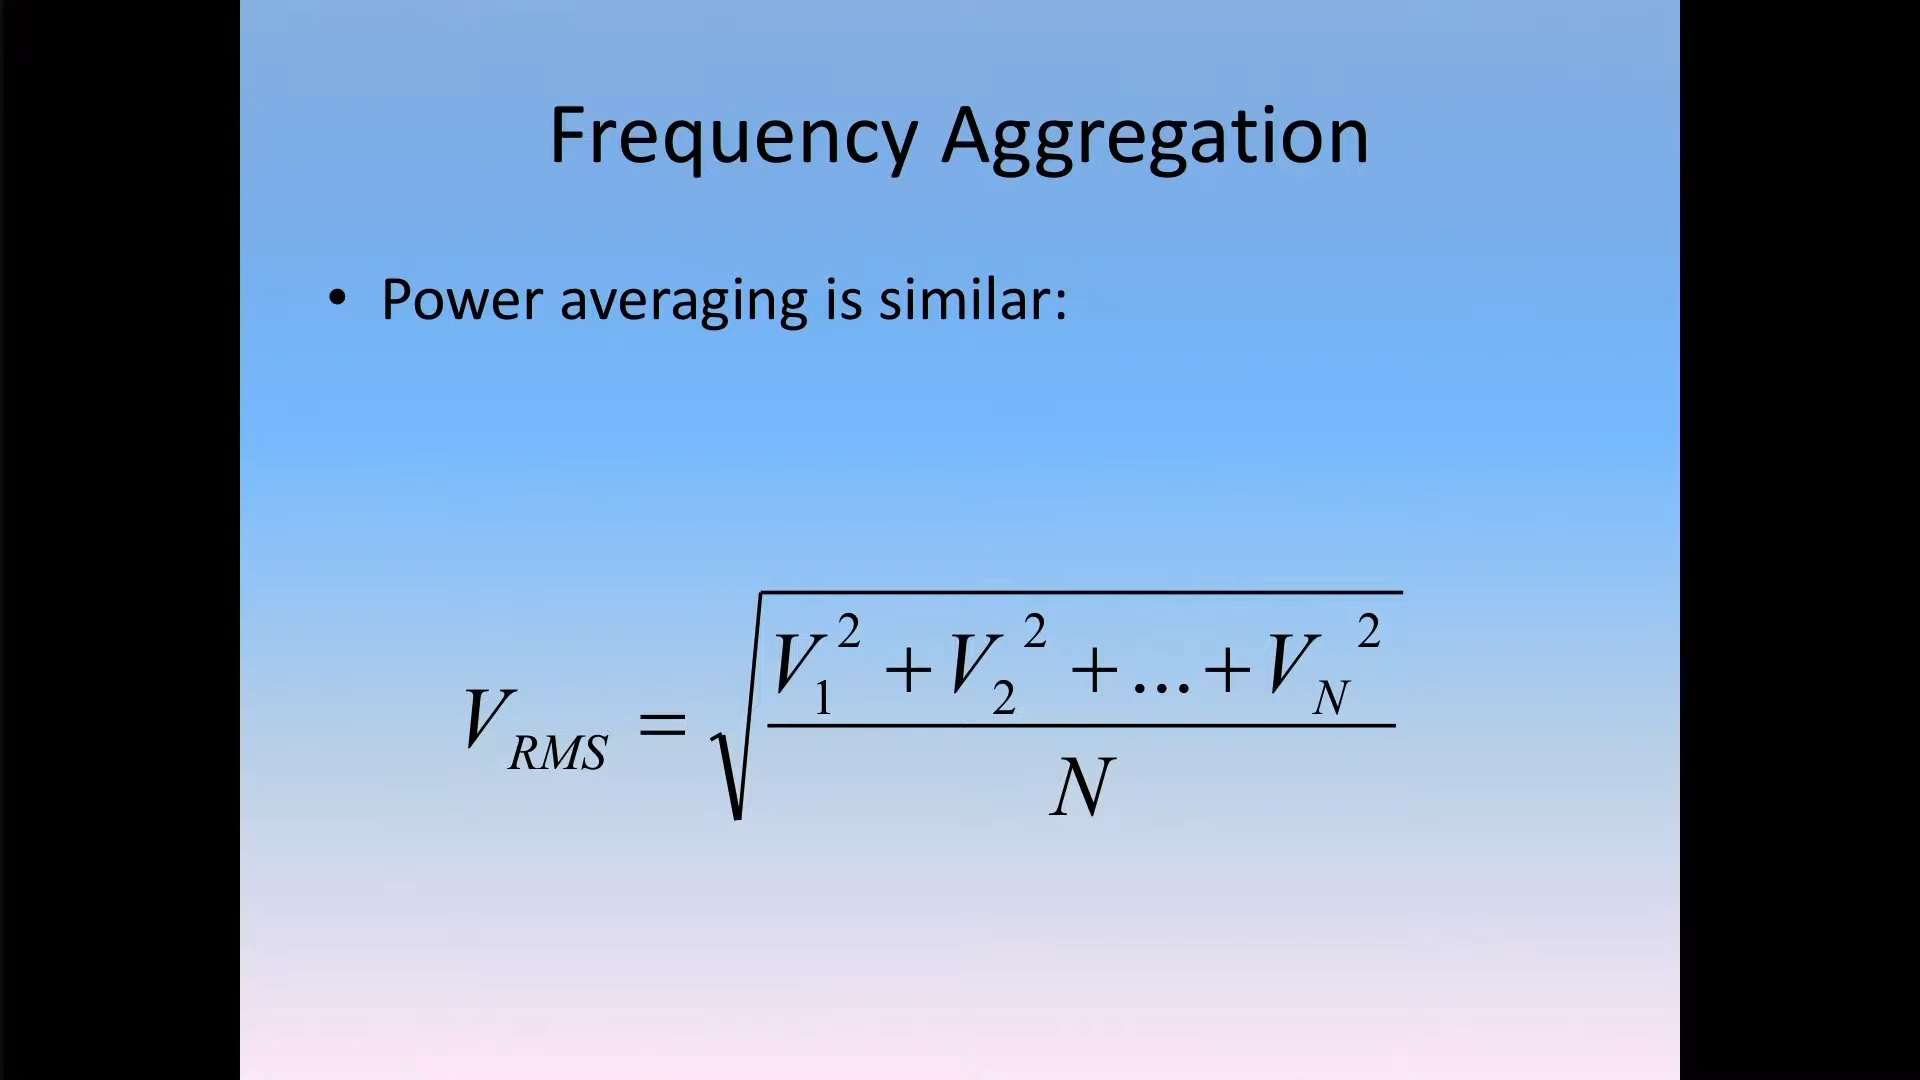 Frequency Aggregation
• Power averaging is similar:
V_RMS = √((V_1^2 + V_2^2 + ... + V_N^2) / N)